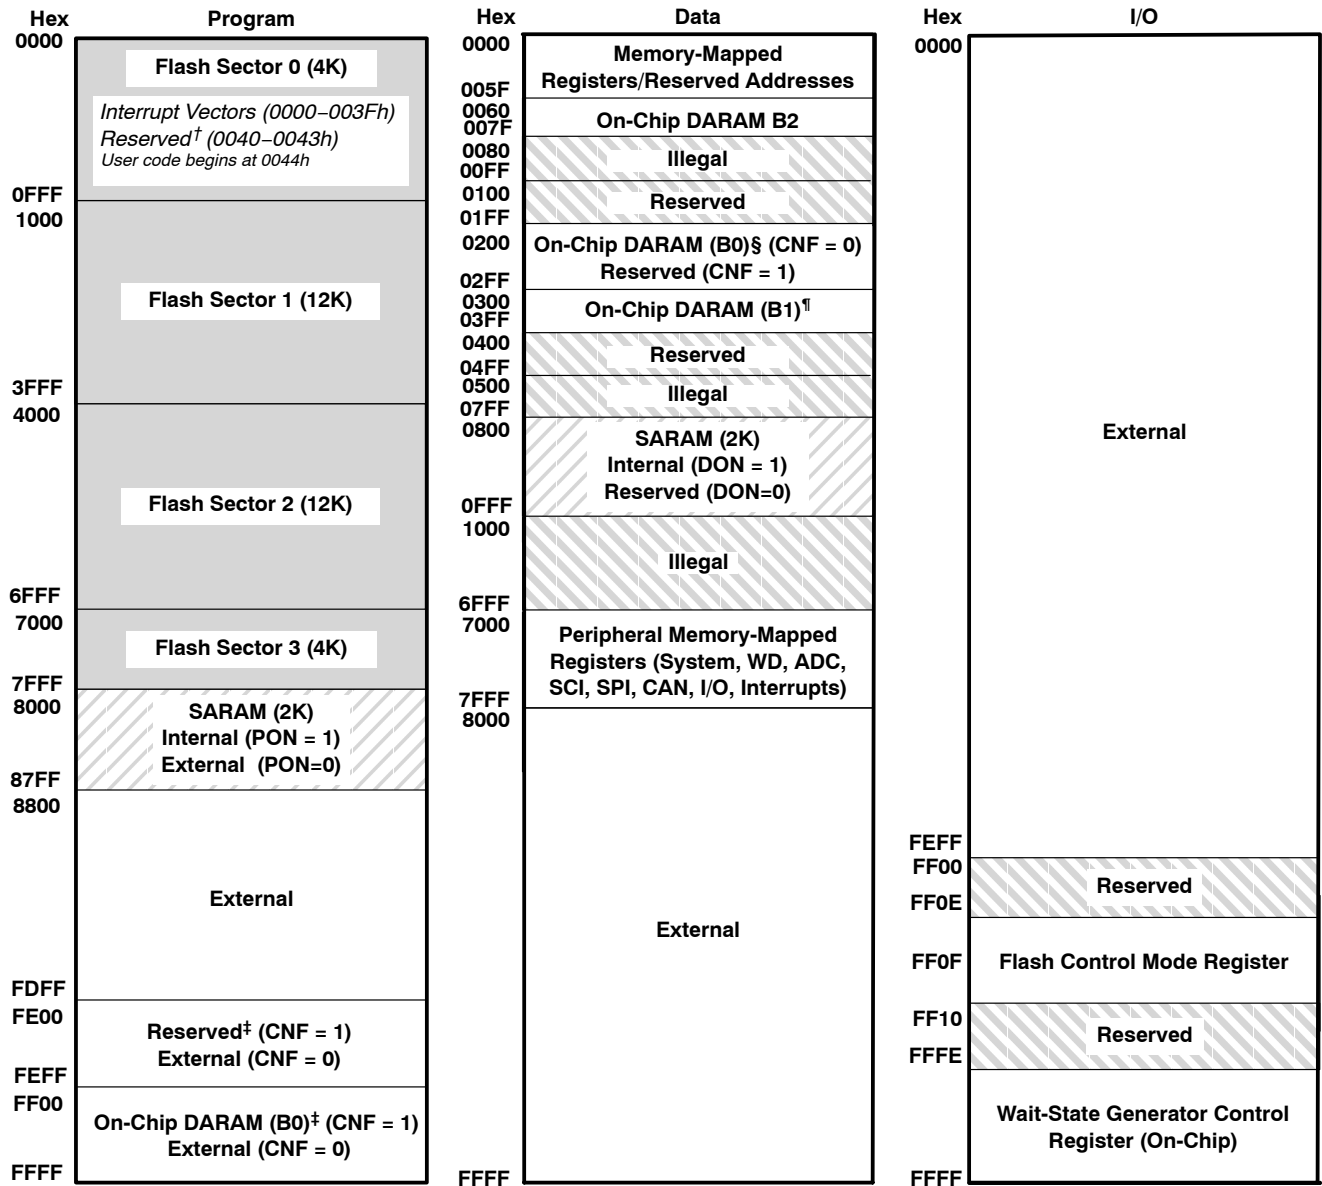 Hex
Program
0000
Flash Sector 0 (4K)
Interrupt Vectors (0000–003Fh)
Reserved† (0040–0043h)
User code begins at 0044h
0FFF
1000
Flash Sector 1 (12K)
3FFF
4000
Flash Sector 2 (12K)
6FFF
7000
Flash Sector 3 (4K)
7FFF
8000
SARAM (2K)
Internal (PON = 1)
External (PON=0)
87FF
8800
External
FDFF
FE00
Reserved‡ (CNF = 1)
External (CNF = 0)
FEFF
FF00
On-Chip DARAM (B0)‡ (CNF = 1)
External (CNF = 0)
FFFF
Hex
Data
0000
Memory-Mapped
Registers/Reserved Addresses
005F
0060
On-Chip DARAM B2
007F
0080
Illegal
00FF
0100
Reserved
01FF
0200
On-Chip DARAM (B0)§ (CNF = 0)
Reserved (CNF = 1)
02FF
0300
On-Chip DARAM (B1)¶
03FF
0400
Reserved
04FF
0500
Illegal
07FF
0800
SARAM (2K)
Internal (DON = 1)
Reserved (DON=0)
0FFF
1000
Illegal
6FFF
7000
Peripheral Memory-Mapped
Registers (System, WD, ADC,
SCI, SPI, CAN, I/O, Interrupts)
7FFF
8000
External
FFFF
Hex
I/O
0000
External
FEFF
FF00
Reserved
FF0E
FF0F
Flash Control Mode Register
FF10
Reserved
FFFE
Wait-State Generator Control
Register (On-Chip)
FFFF